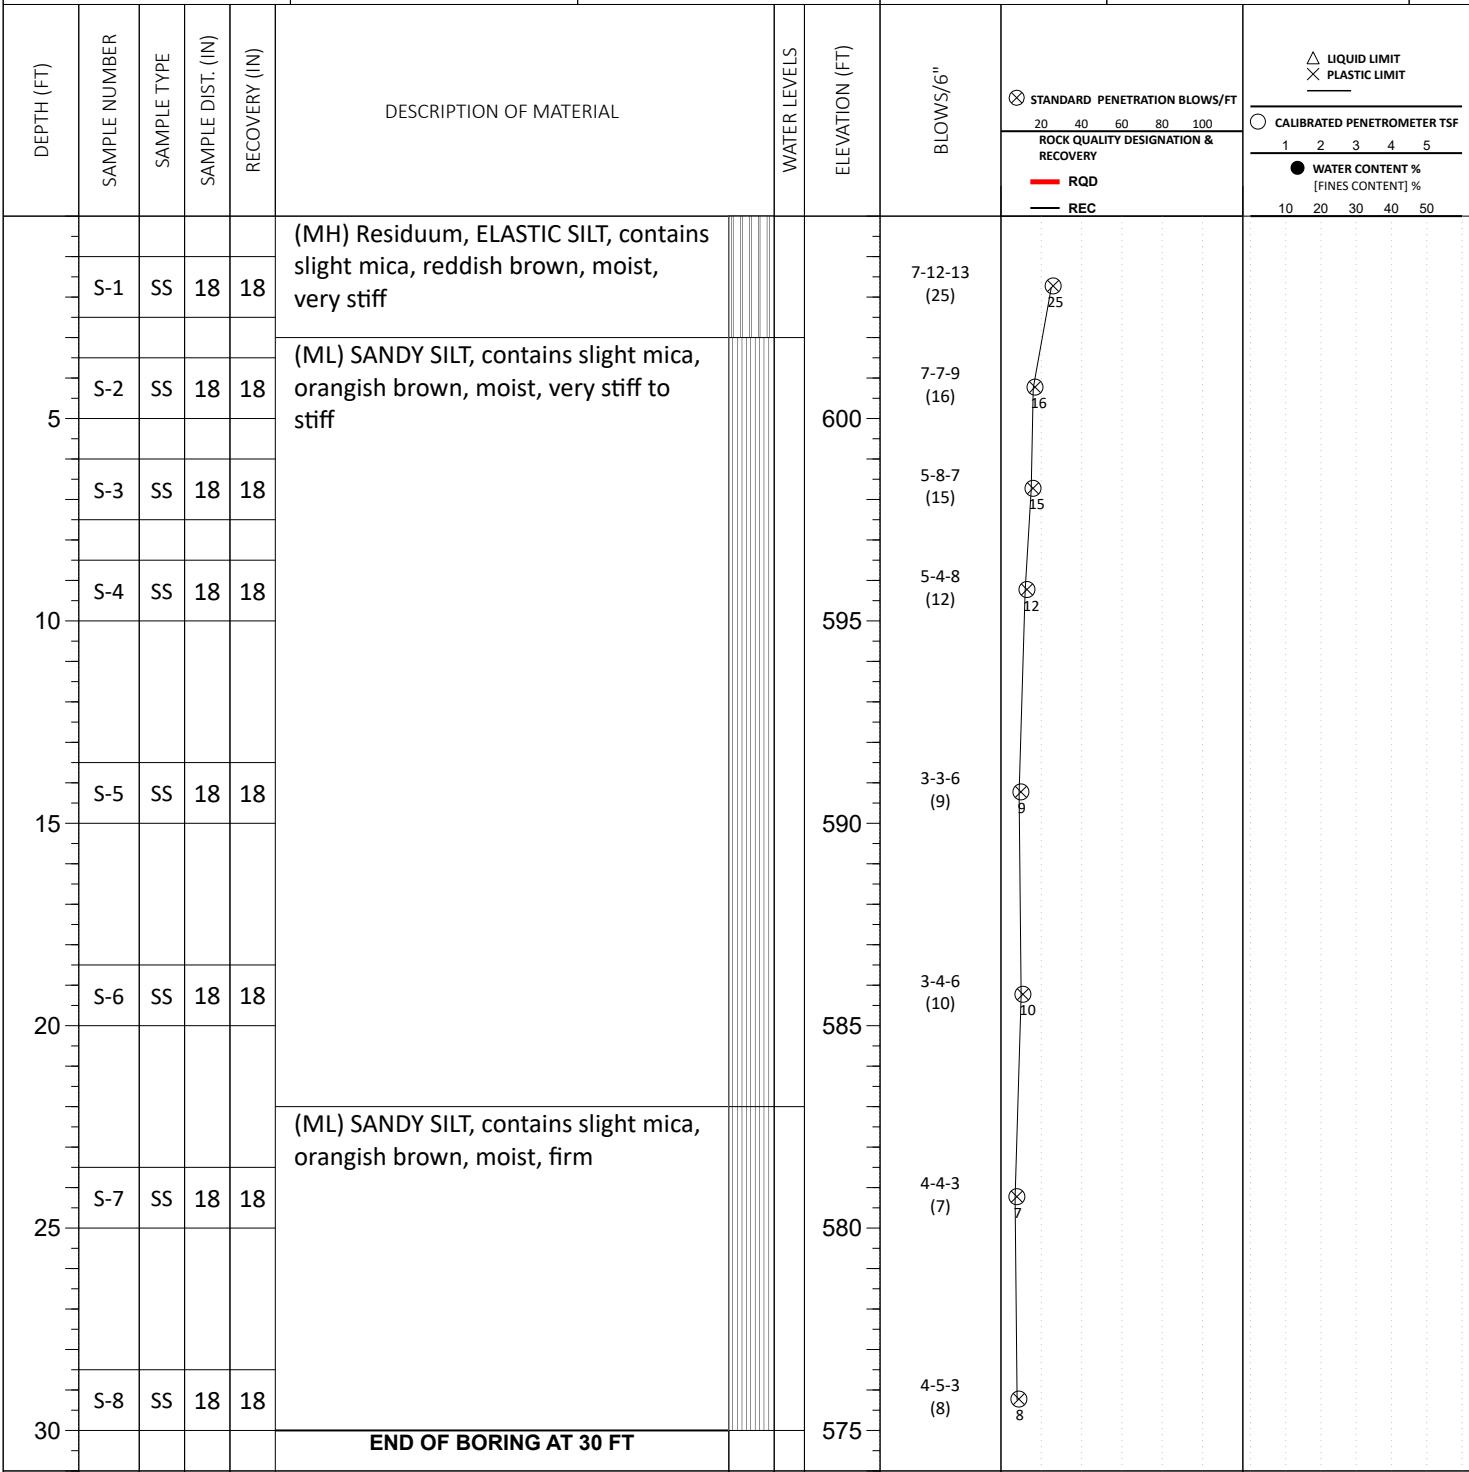 DEPTH (FT)
SAMPLE NUMBER
SAMPLE TYPE
SAMPLE DIST. (IN)
RECOVERY (IN)
DESCRIPTION OF MATERIAL
WATER LEVELS
ELEVATION (FT)
BLOWS/6"
STANDARD PENETRATION BLOWS/FT
20 40 60 80 100
ROCK QUALITY DESIGNATION &
RECOVERY
RQD
REC
LIQUID LIMIT
PLASTIC LIMIT
CALIBRATED PENETROMETER TSF
1 2 3 4 5
WATER CONTENT %
[FINES CONTENT] %
10 20 30 40 50
(MH) Residuum, ELASTIC SILT, contains
slight mica, reddish brown, moist,
very stiff
S-1 SS 18 18
7-12-13
(25)
25
(ML) SANDY SILT, contains slight mica,
orangish brown, moist, very stiff to
stiff
S-2 SS 18 18
7-7-9
(16)
16
5
600
S-3 SS 18 18
5-8-7
(15)
15
S-4 SS 18 18
5-4-8
(12)
12
10
595
S-5 SS 18 18
3-3-6
(9)
9
15
590
S-6 SS 18 18
3-4-6
(10)
10
20
585
(ML) SANDY SILT, contains slight mica,
orangish brown, moist, firm
S-7 SS 18 18
4-4-3
(7)
7
25
580
S-8 SS 18 18
4-5-3
(8)
8
30
575
END OF BORING AT 30 FT